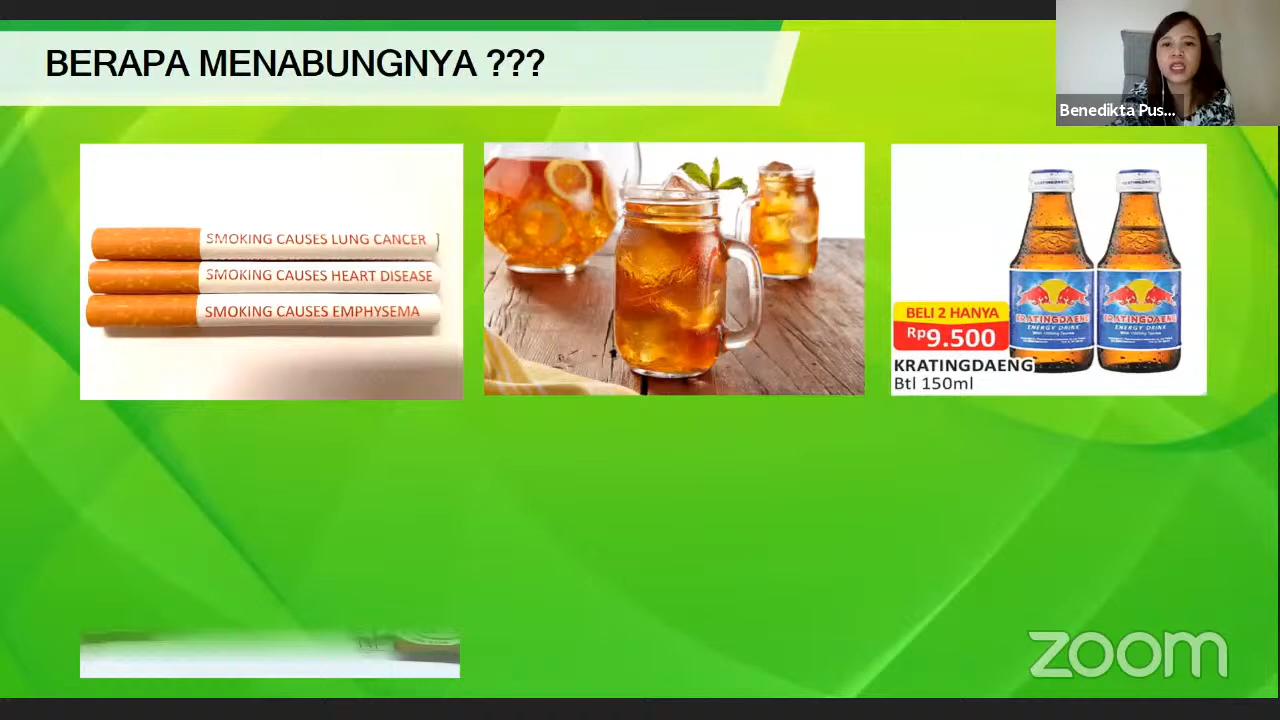 BERAPA MENABUNGNYA ???
Benedikta Pus...
SMOKING CAUSES LUNG CANCER
SMOKING CAUSES HEART DISEASE
SMOKING CAUSES EMPHYSEMA
BELI 2 HANYA
Rp9.500
KRATINGDAENG
Btl 150ml
KRATINGDAENG
ENERGY DRINK
KRATINGDAENG
ENERGY DRINK
zoom